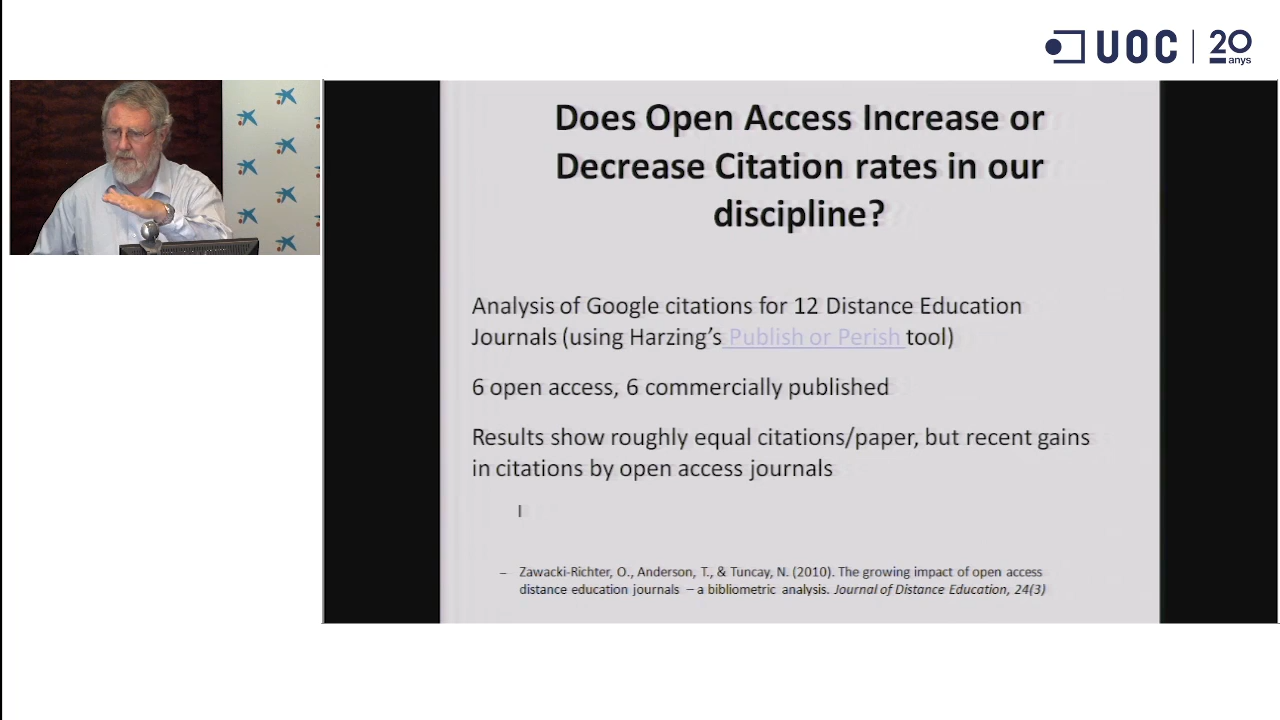 UOC
20
anys
Does Open Access Increase or
Decrease Citation rates in our
discipline?
Analysis of Google citations for 12 Distance Education
Journals (using Harzing's Publish or Perish tool)
6 open access, 6 commercially published
Results show roughly equal citations/paper, but recent gains
in citations by open access journals
– Zawacki-Richter, O., Anderson, T., & Tuncay, N. (2010). The growing impact of open access
distance education journals – a bibliometric analysis. Journal of Distance Education, 24(3)